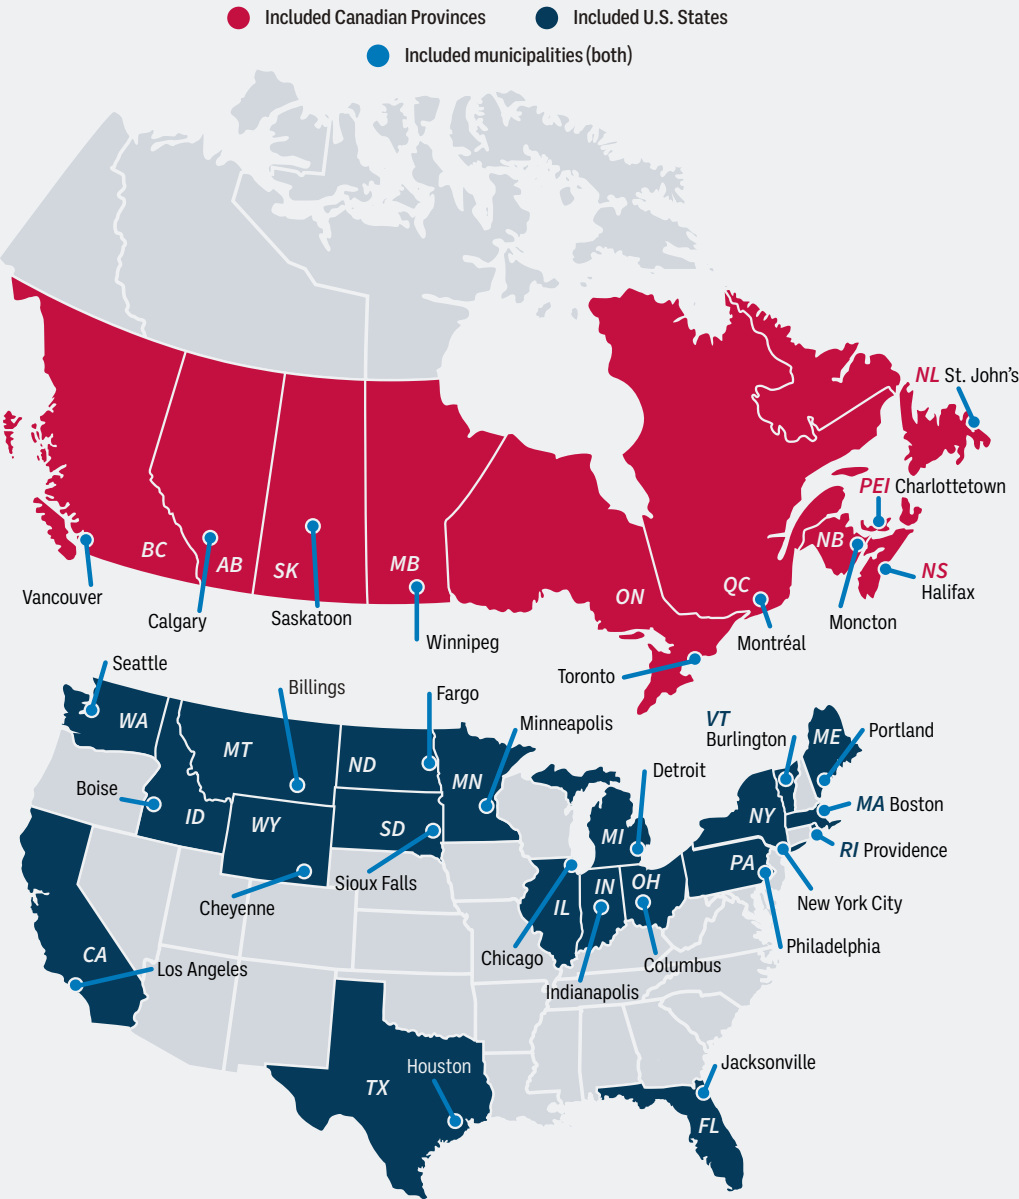 Included Canadian Provinces
Included U.S. States
Included municipalities (both)
NL St. John's
PEI Charlottetown
BC
AB
SK
MB
ON
QC
NB
NS
Halifax
Vancouver
Calgary
Saskatoon
Winnipeg
Toronto
Montréal
Moncton
Seattle
Billings
Fargo
Minneapolis
Detroit
VT
Burlington
Portland
WA
MT
ND
MN
ME
Boise
ID
WY
SD
MI
NY
MA Boston
RI Providence
Cheyenne
Sioux Falls
PA
New York City
IL
IN
OH
Philadelphia
CA
Los Angeles
Chicago
Indianapolis
Columbus
TX
Houston
Jacksonville
FL